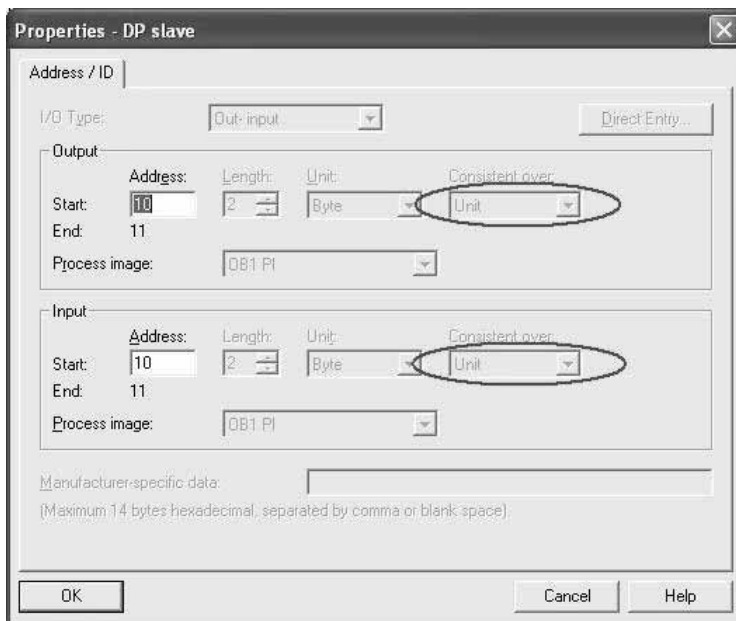 Properties - DP slave
Address / ID
I/O Type: Out- input Direct Entry...
Output
Address: Length: Unit: Consistent over:
Start: 10 2 Byte Unit
End: 11
Process image: OB1 PI
Input
Address: Length: Unit: Consistent over:
Start: 10 2 Byte Unit
End: 11
Process image: OB1 PI
Manufacturer-specific data:
(Maximum 14 bytes hexadecimal, separated by comma or blank space)
OK Cancel Help